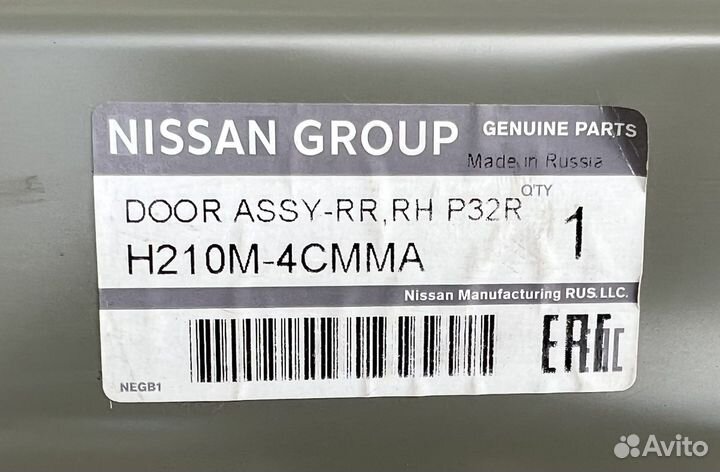 NISSAN GROUP
GENUINE PARTS
Made in Russia
DOOR ASSY-RR,RH P32R
Q'TY
H210M-4CMMA
1
Nissan Manufacturing RUS.LLC.
NEGB1
EAC
Avito